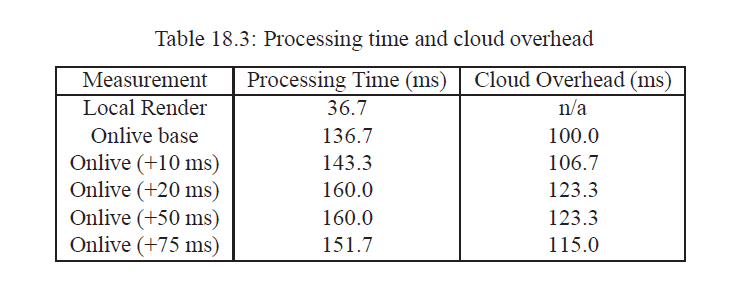 Table 18.3: Processing time and cloud overhead
Measurement Processing Time (ms) Cloud Overhead (ms)
Local Render 36.7 n/a
Onlive base 136.7 100.0
Onlive (+10 ms) 143.3 106.7
Onlive (+20 ms) 160.0 123.3
Onlive (+50 ms) 160.0 123.3
Onlive (+75 ms) 151.7 115.0